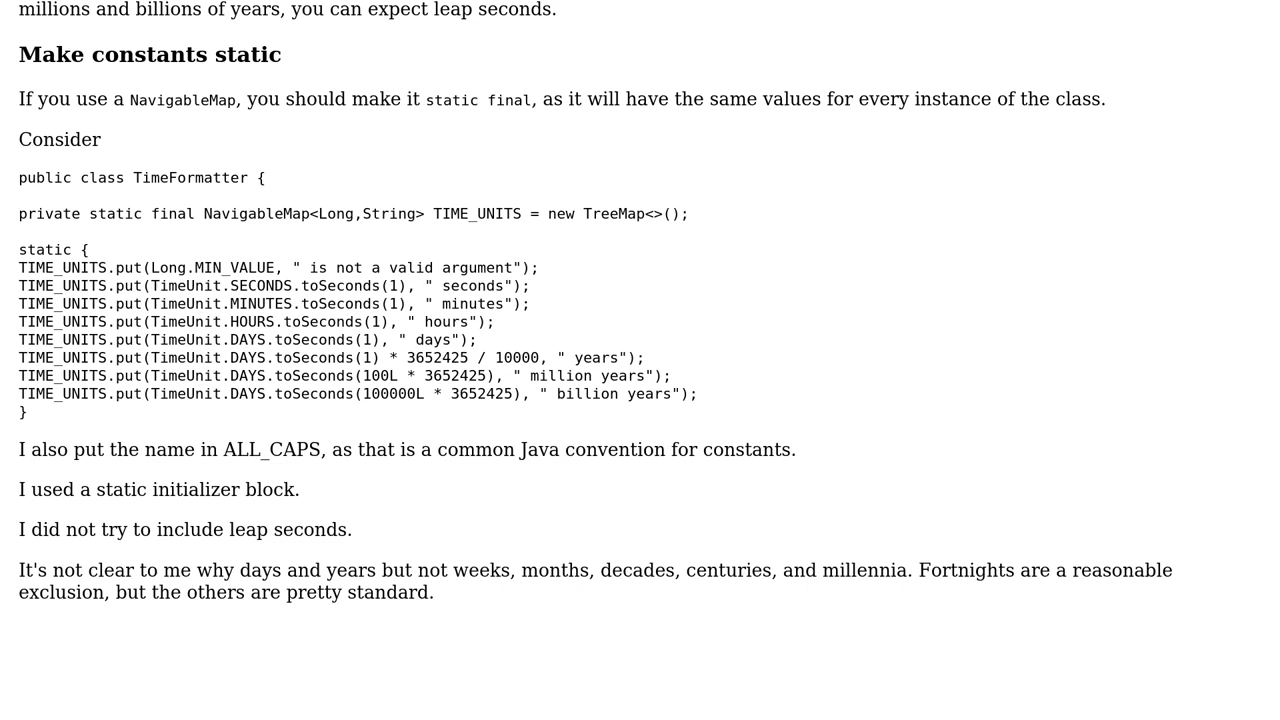 millions and billions of years, you can expect leap seconds.
Make constants static
If you use a NavigableMap, you should make it static final, as it will have the same values for every instance of the class.
Consider
public class TimeFormatter {
private static final NavigableMap<Long,String> TIME_UNITS = new TreeMap<>();
static {
TIME_UNITS.put(Long.MIN_VALUE, " is not a valid argument");
TIME_UNITS.put(TimeUnit.SECONDS.toSeconds(1), " seconds");
TIME_UNITS.put(TimeUnit.MINUTES.toSeconds(1), " minutes");
TIME_UNITS.put(TimeUnit.HOURS.toSeconds(1), " hours");
TIME_UNITS.put(TimeUnit.DAYS.toSeconds(1), " days");
TIME_UNITS.put(TimeUnit.DAYS.toSeconds(1) * 3652425 / 10000, " years");
TIME_UNITS.put(TimeUnit.DAYS.toSeconds(100L * 3652425), " million years");
TIME_UNITS.put(TimeUnit.DAYS.toSeconds(100000L * 3652425), " billion years");
}
I also put the name in ALL_CAPS, as that is a common Java convention for constants.
I used a static initializer block.
I did not try to include leap seconds.
It's not clear to me why days and years but not weeks, months, decades, centuries, and millennia. Fortnights are a reasonable
exclusion, but the others are pretty standard.